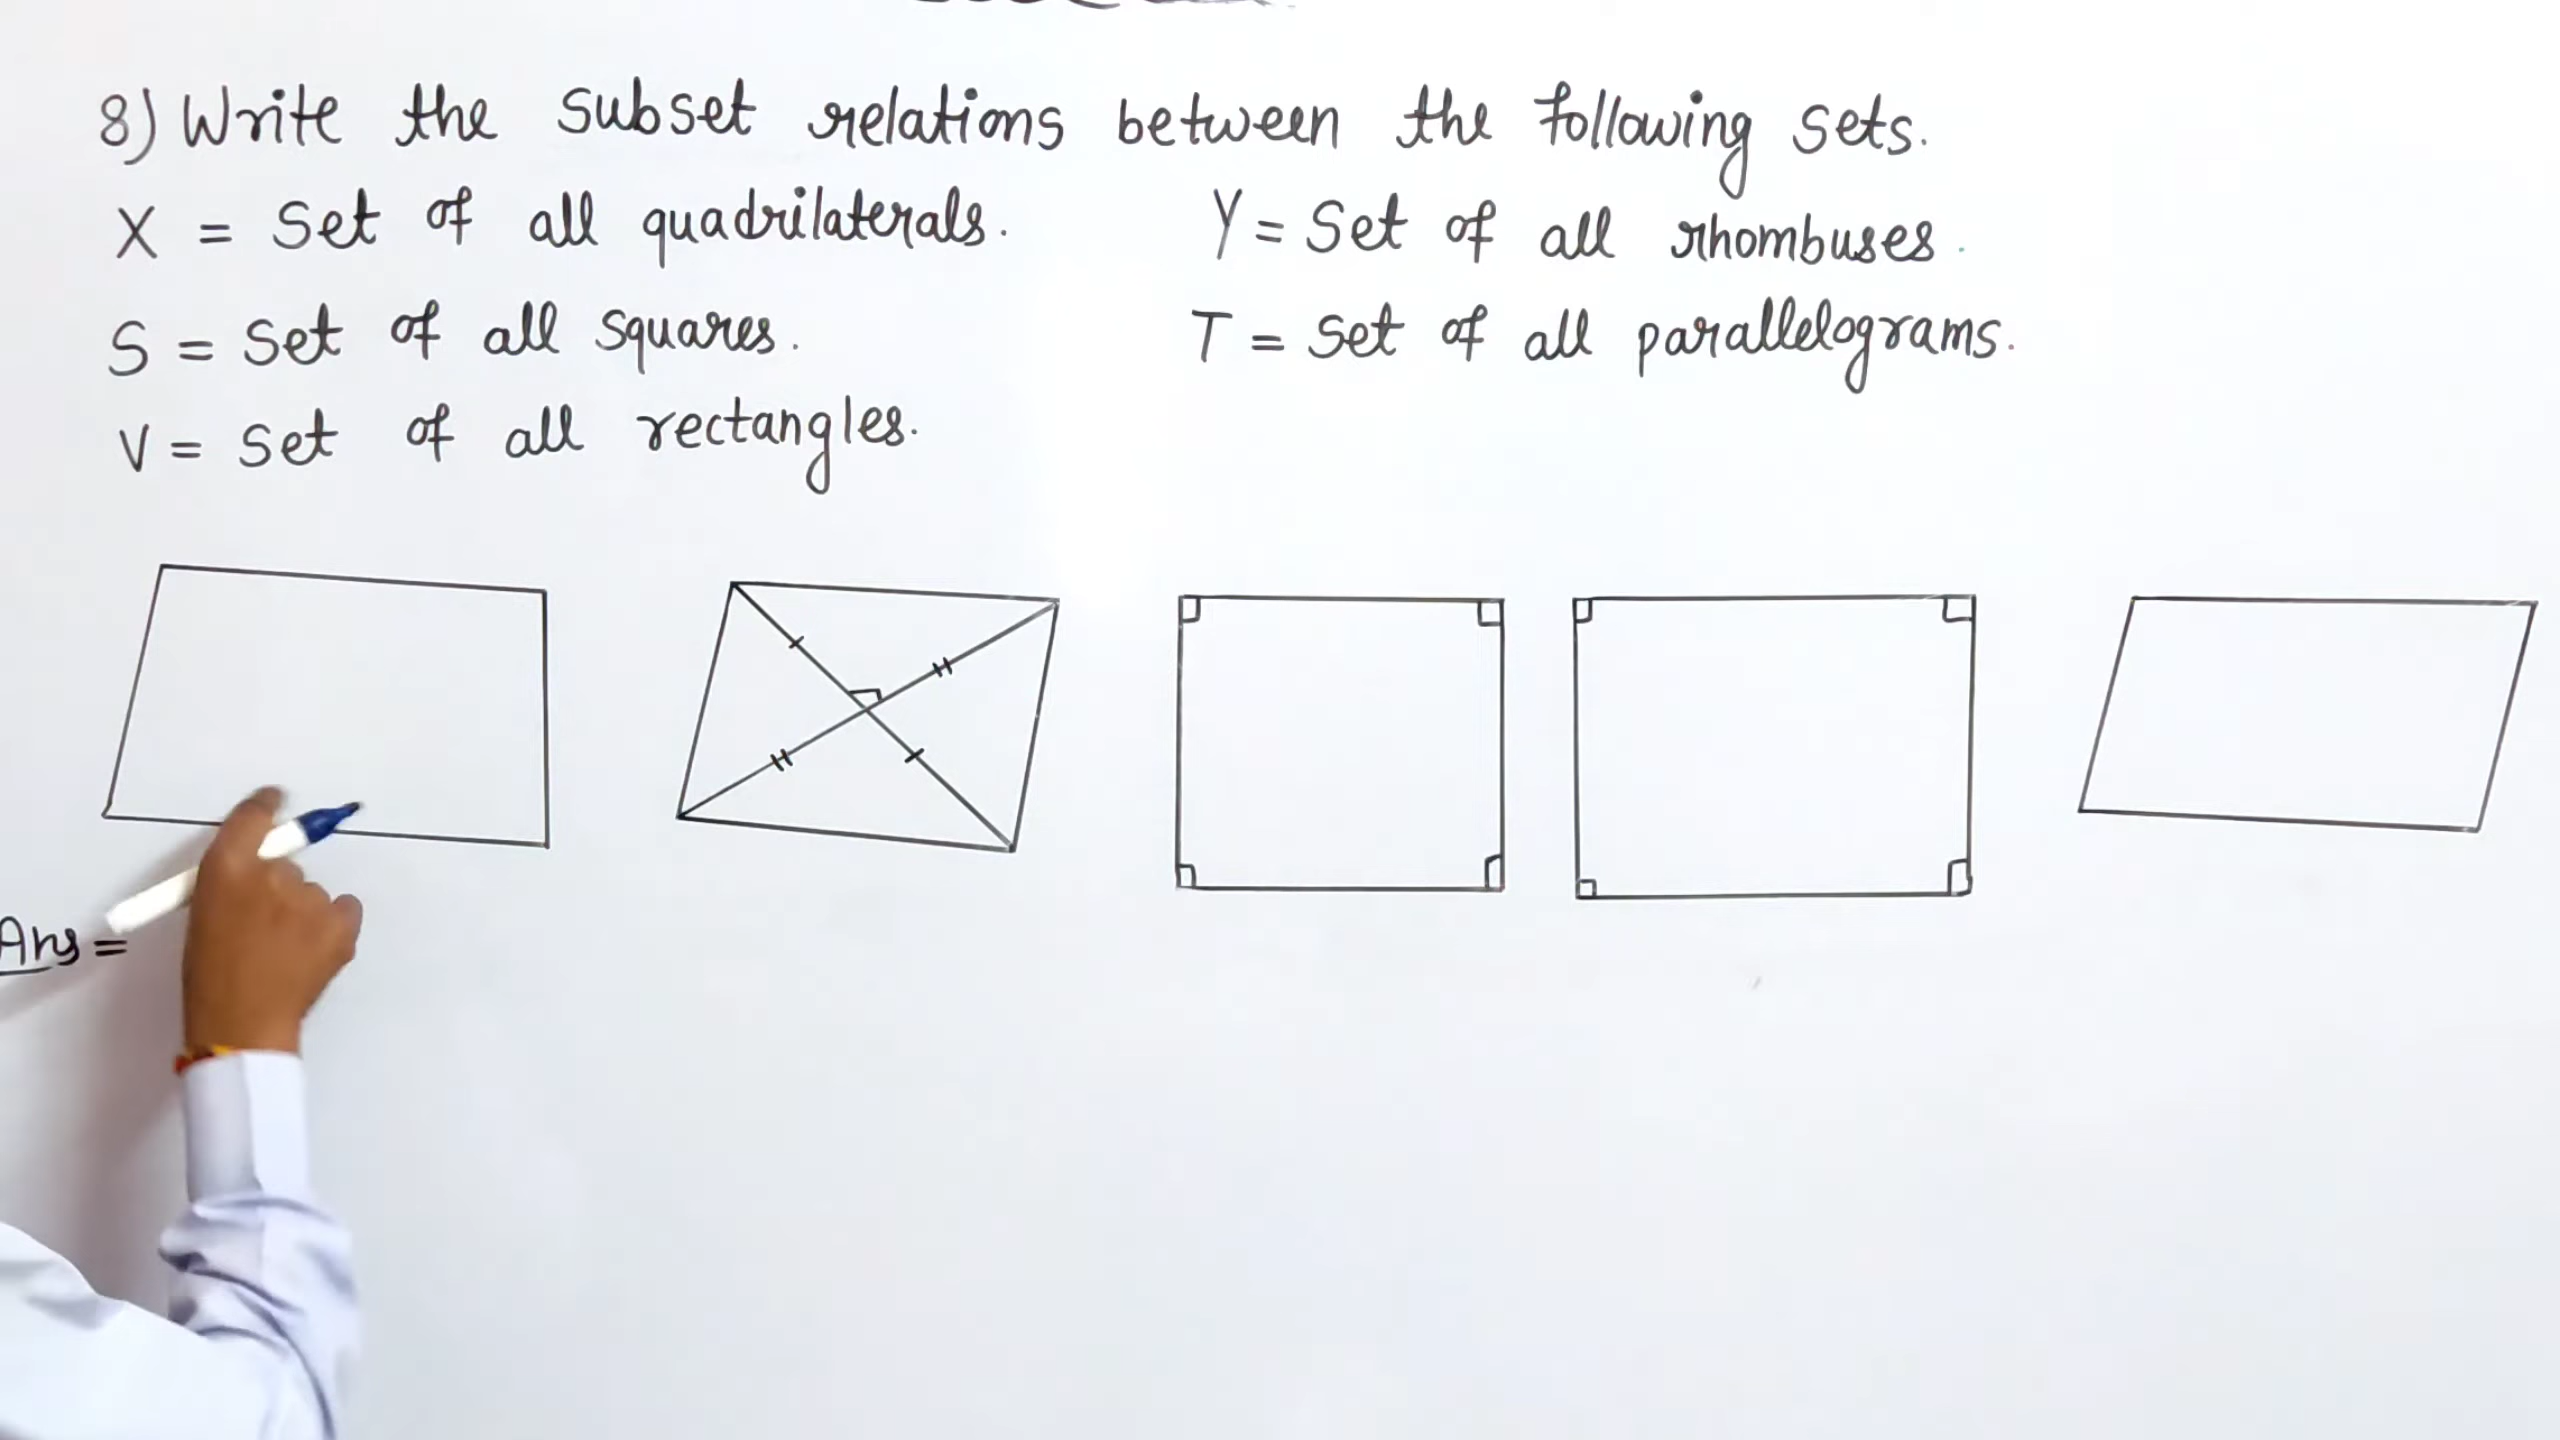 8) Write the subset relations between the following sets.
X = Set of all quadrilaterals. Y = Set of all rhombuses.
S = Set of all squares. T = Set of all parallelograms.
V = Set of all rectangles.
Ans =